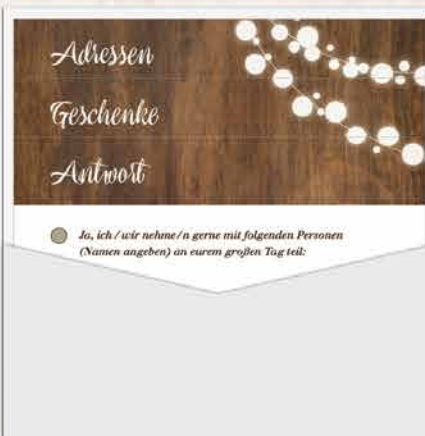 Adressen
Geschenke
Antwort
Ja, ich / wir nehme/n gerne mit folgenden Personen
(Namen angeben) an eurem großen Tag teil: